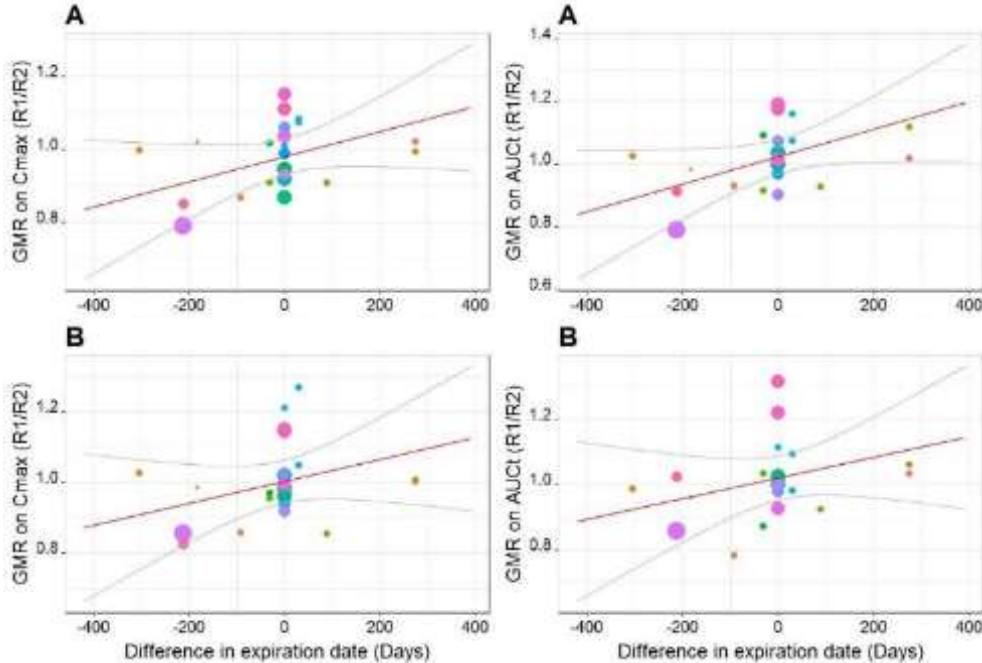 A
GMR on Cmax (R1/R2)
1.2
1.0
0.8
-400 -200 0 200 400
A
GMR on AUCt (R1/R2)
1.4
1.2
1.0
0.8
0.6
-400 -200 0 200 400
B
GMR on Cmax (R1/R2)
1.2
1.0
0.8
-400 -200 0 200 400
Difference in expiration date (Days)
B
GMR on AUCt (R1/R2)
1.2
1.0
0.8
-400 -200 0 200 400
Difference in expiration date (Days)